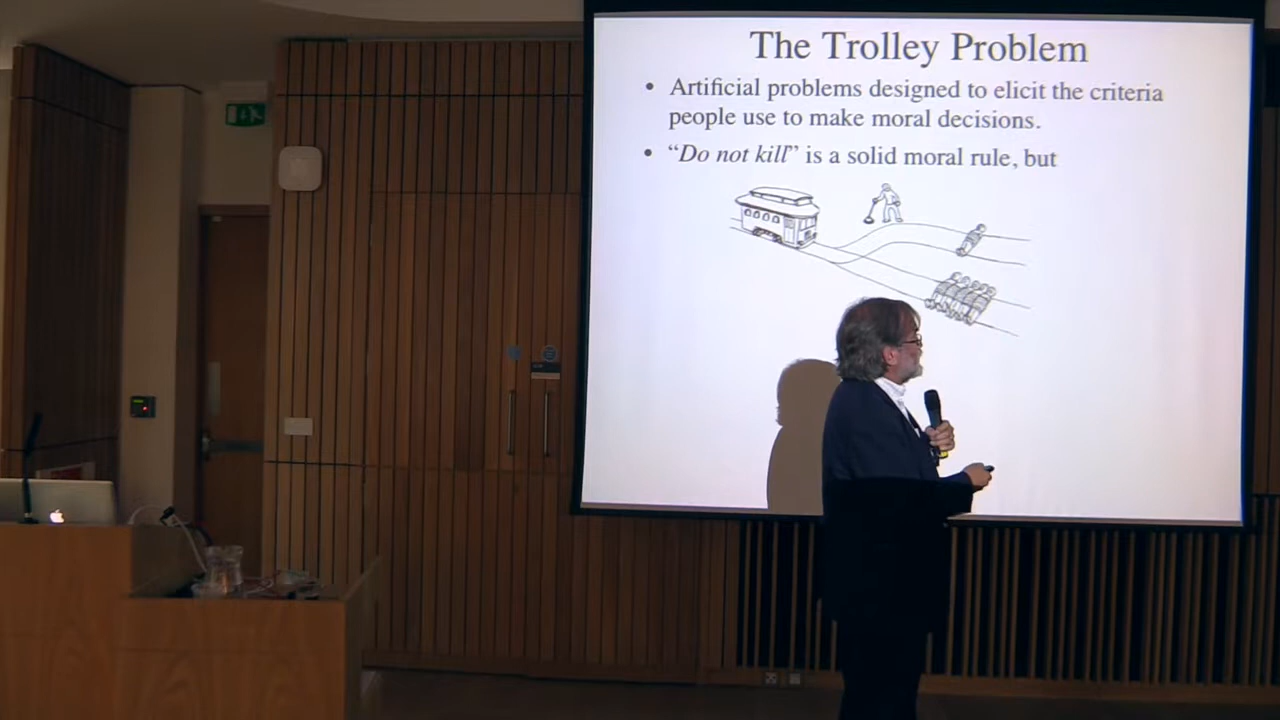 The Trolley Problem
• Artificial problems designed to elicit the criteria
people use to make moral decisions.
• “Do not kill” is a solid moral rule, but